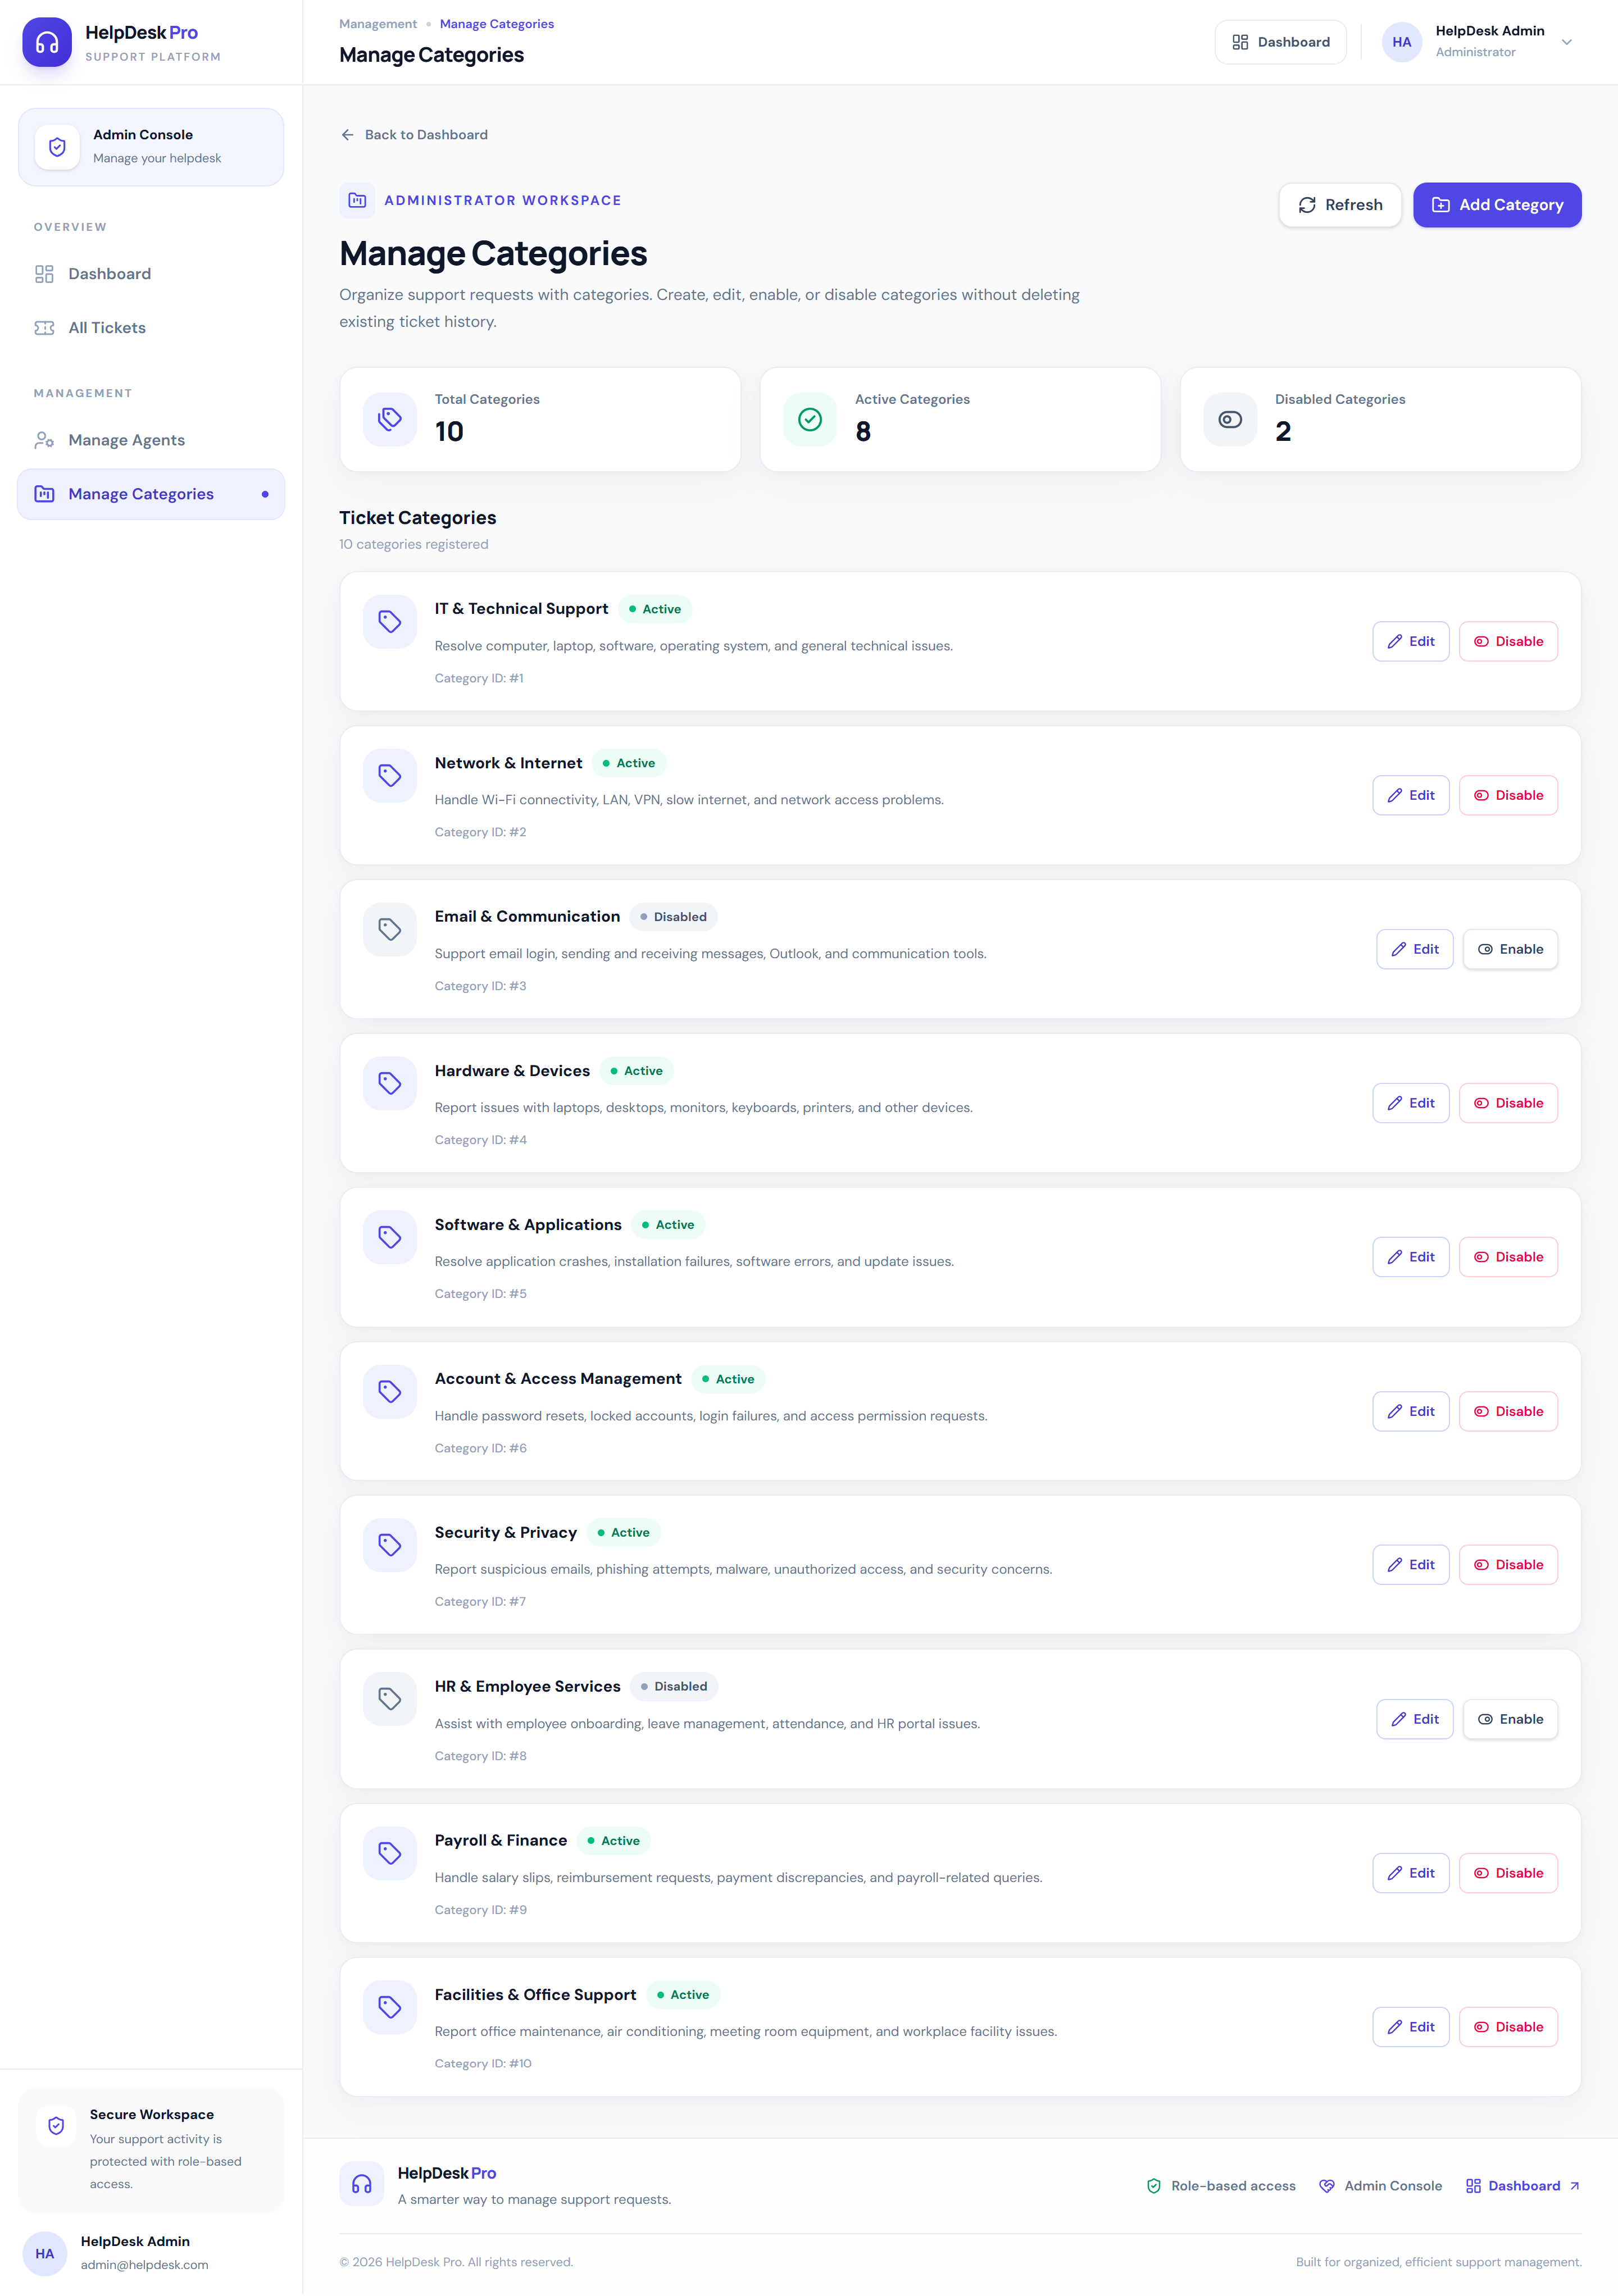 HelpDesk Pro
SUPPORT PLATFORM
Admin Console
Manage your helpdesk
OVERVIEW
Dashboard
All Tickets
MANAGEMENT
Manage Agents
Manage Categories
Secure Workspace
Your support activity is
protected with role-based
access.
HA
HelpDesk Admin
admin@helpdesk.com
Management • Manage Categories
Manage Categories
Dashboard
HA
HelpDesk Admin
Administrator
Back to Dashboard
ADMINISTRATOR WORKSPACE
Refresh
Add Category
Manage Categories
Organize support requests with categories. Create, edit, enable, or disable categories without deleting
existing ticket history.
Total Categories
10
Active Categories
8
Disabled Categories
2
Ticket Categories
10 categories registered
IT & Technical Support Active
Resolve computer, laptop, software, operating system, and general technical issues.
Category ID: #1
Edit Disable
Network & Internet Active
Handle Wi-Fi connectivity, LAN, VPN, slow internet, and network access problems.
Category ID: #2
Edit Disable
Email & Communication Disabled
Support email login, sending and receiving messages, Outlook, and communication tools.
Category ID: #3
Edit Enable
Hardware & Devices Active
Report issues with laptops, desktops, monitors, keyboards, printers, and other devices.
Category ID: #4
Edit Disable
Software & Applications Active
Resolve application crashes, installation failures, software errors, and update issues.
Category ID: #5
Edit Disable
Account & Access Management Active
Handle password resets, locked accounts, login failures, and access permission requests.
Category ID: #6
Edit Disable
Security & Privacy Active
Report suspicious emails, phishing attempts, malware, unauthorized access, and security concerns.
Category ID: #7
Edit Disable
HR & Employee Services Disabled
Assist with employee onboarding, leave management, attendance, and HR portal issues.
Category ID: #8
Edit Enable
Payroll & Finance Active
Handle salary slips, reimbursement requests, payment discrepancies, and payroll-related queries.
Category ID: #9
Edit Disable
Facilities & Office Support Active
Report office maintenance, air conditioning, meeting room equipment, and workplace facility issues.
Category ID: #10
Edit Disable
HelpDesk Pro
A smarter way to manage support requests.
Role-based access
Admin Console
Dashboard
© 2026 HelpDesk Pro. All rights reserved.
Built for organized, efficient support management.